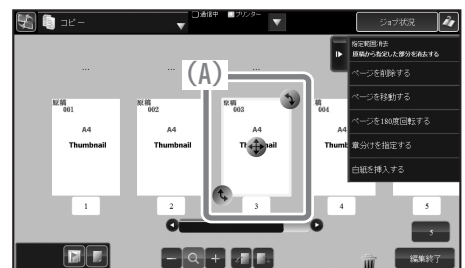 コピー
通信中 プリンター
ジョブ状況
指定範囲消去
原稿から指定した部分を消去する
ページを削除する
ページを移動する
ページを180度回転する
章分けを指定する
白紙を挿入する
(A)
... ... ...
原稿 001 A4 Thumbnail
原稿 002 A4 Thumbnail
原稿 003 A4 Thumbnail
稿 004 A4 Thumbnail
1 2 3 4 5
5
編集終了